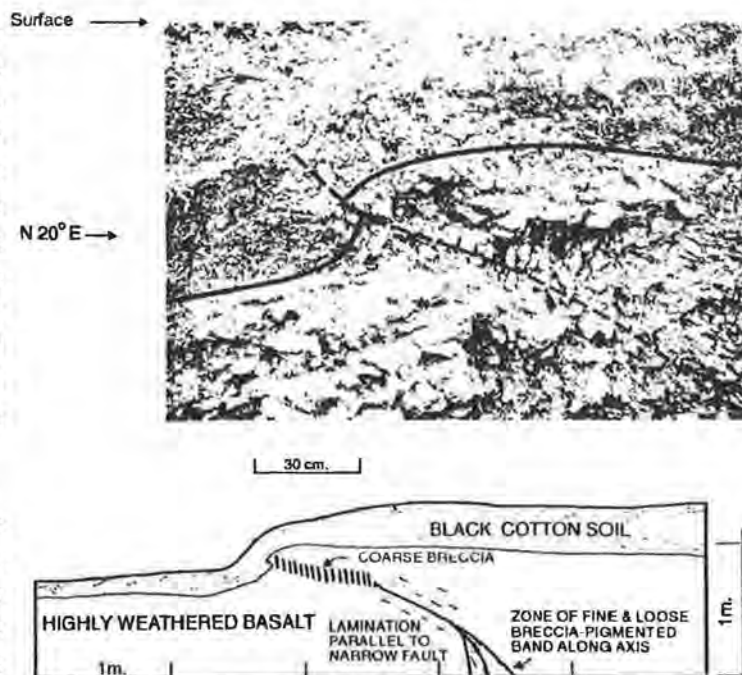 Surface
N 20°E
30 cm.
BLACK COTTON SOIL
COARSE BRECCIA
HIGHLY WEATHERED BASALT
LAMINATION
PARALLEL TO
NARROW FAULT
ZONE OF FINE & LOOSE
BRECCIA-PIGMENTED
BAND ALONG AXIS
1m.
1m.